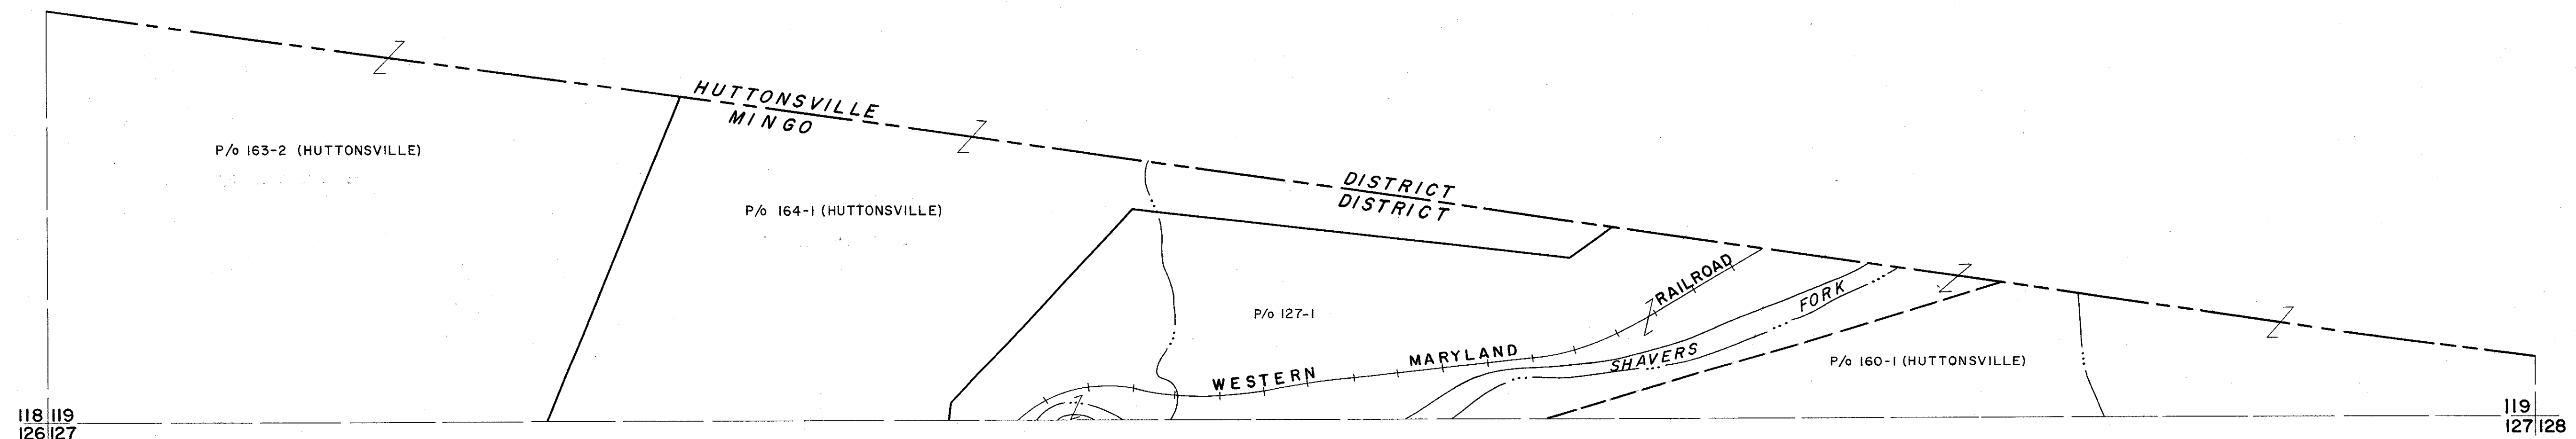 HUTTONSVILLE
MINGO
P/o 163-2 (HUTTONSVILLE)
DISTRICT
DISTRICT
P/o 164-1 (HUTTONSVILLE)
RAILROAD
FORK
P/o 127-1
MARYLAND
SHAVERS
P/o 160-1 (HUTTONSVILLE)
WESTERN
118 119
126 127
119
127 128